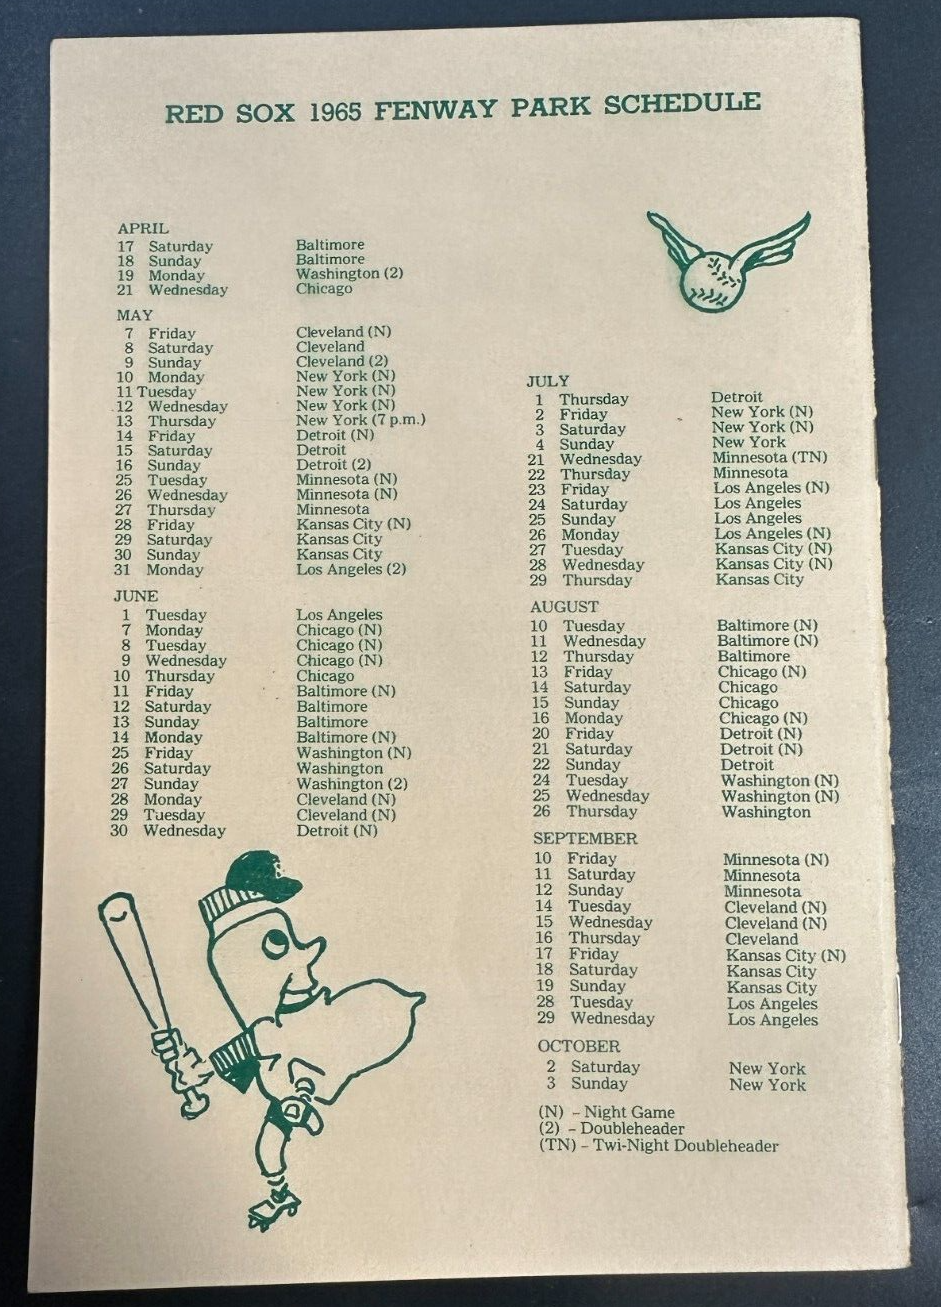 RED SOX 1965 FENWAY PARK SCHEDULE
APRIL
17 Saturday Baltimore
18 Sunday Baltimore
19 Monday Washington (2)
21 Wednesday Chicago
MAY
7 Friday Cleveland (N)
8 Saturday Cleveland
9 Sunday Cleveland (2)
10 Monday New York (N)
11 Tuesday New York (N)
12 Wednesday New York (N)
13 Thursday New York (7 p.m.)
14 Friday Detroit (N)
15 Saturday Detroit
16 Sunday Detroit (2)
25 Tuesday Minnesota (N)
26 Wednesday Minnesota (N)
27 Thursday Minnesota
28 Friday Kansas City (N)
29 Saturday Kansas City
30 Sunday Kansas City
31 Monday Los Angeles (2)
JUNE
1 Tuesday Los Angeles
7 Monday Chicago (N)
8 Tuesday Chicago (N)
9 Wednesday Chicago (N)
10 Thursday Chicago
11 Friday Baltimore (N)
12 Saturday Baltimore
13 Sunday Baltimore
14 Monday Baltimore (N)
25 Friday Washington (N)
26 Saturday Washington
27 Sunday Washington (2)
28 Monday Cleveland (N)
29 Tuesday Cleveland (N)
30 Wednesday Detroit (N)
JULY
1 Thursday Detroit
2 Friday New York (N)
3 Saturday New York (N)
4 Sunday New York
21 Wednesday Minnesota (TN)
22 Thursday Minnesota
23 Friday Los Angeles (N)
24 Saturday Los Angeles
25 Sunday Los Angeles
26 Monday Los Angeles (N)
27 Tuesday Kansas City (N)
28 Wednesday Kansas City (N)
29 Thursday Kansas City
AUGUST
10 Tuesday Baltimore (N)
11 Wednesday Baltimore (N)
12 Thursday Baltimore
13 Friday Chicago (N)
14 Saturday Chicago
15 Sunday Chicago
16 Monday Chicago (N)
20 Friday Detroit (N)
21 Saturday Detroit (N)
22 Sunday Detroit
24 Tuesday Washington (N)
25 Wednesday Washington (N)
26 Thursday Washington
SEPTEMBER
10 Friday Minnesota (N)
11 Saturday Minnesota
12 Sunday Minnesota
14 Tuesday Cleveland (N)
15 Wednesday Cleveland (N)
16 Thursday Cleveland
17 Friday Kansas City (N)
18 Saturday Kansas City
19 Sunday Kansas City
28 Tuesday Los Angeles
29 Wednesday Los Angeles
OCTOBER
2 Saturday New York
3 Sunday New York
(N) - Night Game
(2) - Doubleheader
(TN) - Twi-Night Doubleheader